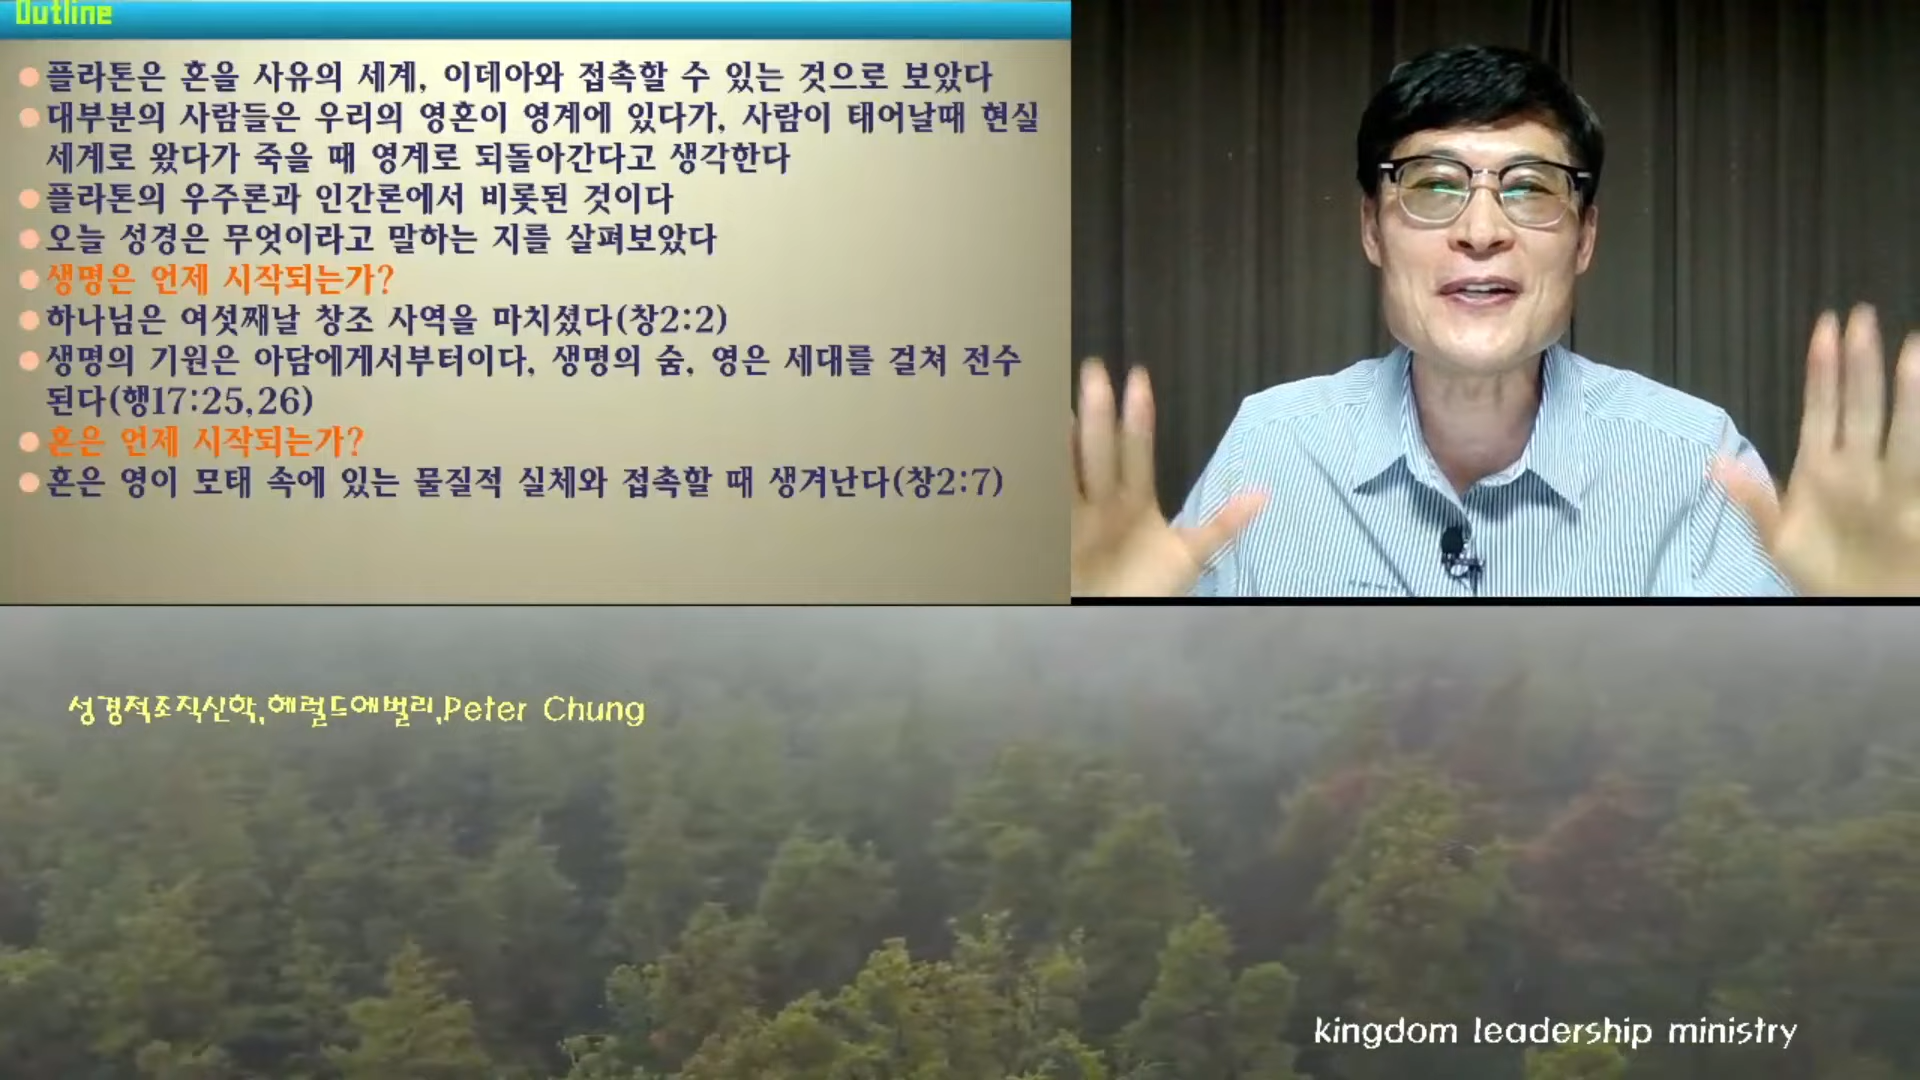 Outline
플라톤은 혼을 사유의 세계, 이데아와 접촉할 수 있는 것으로 보았다
대부분의 사람들은 우리의 영혼이 영계에 있다가, 사람이 태어날때 현실
세계로 왔다가 죽을 때 영계로 되돌아간다고 생각한다
플라톤의 우주론과 인간론에서 비롯된 것이다
오늘 성경은 무엇이라고 말하는 지를 살펴보았다
생명은 언제 시작되는가?
하나님은 여섯째날 창조 사역을 마치셨다(창2:2)
생명의 기원은 아담에게서부터이다, 생명의 숨, 영은 세대를 걸쳐 전수
된다(행17:25,26)
혼은 언제 시작되는가?
혼은 영이 모태 속에 있는 물질적 실체와 접촉할 때 생겨난다(창2:7)
성경적조직신학,헤럴드에벌리,Peter Chung
kingdom leadership ministry